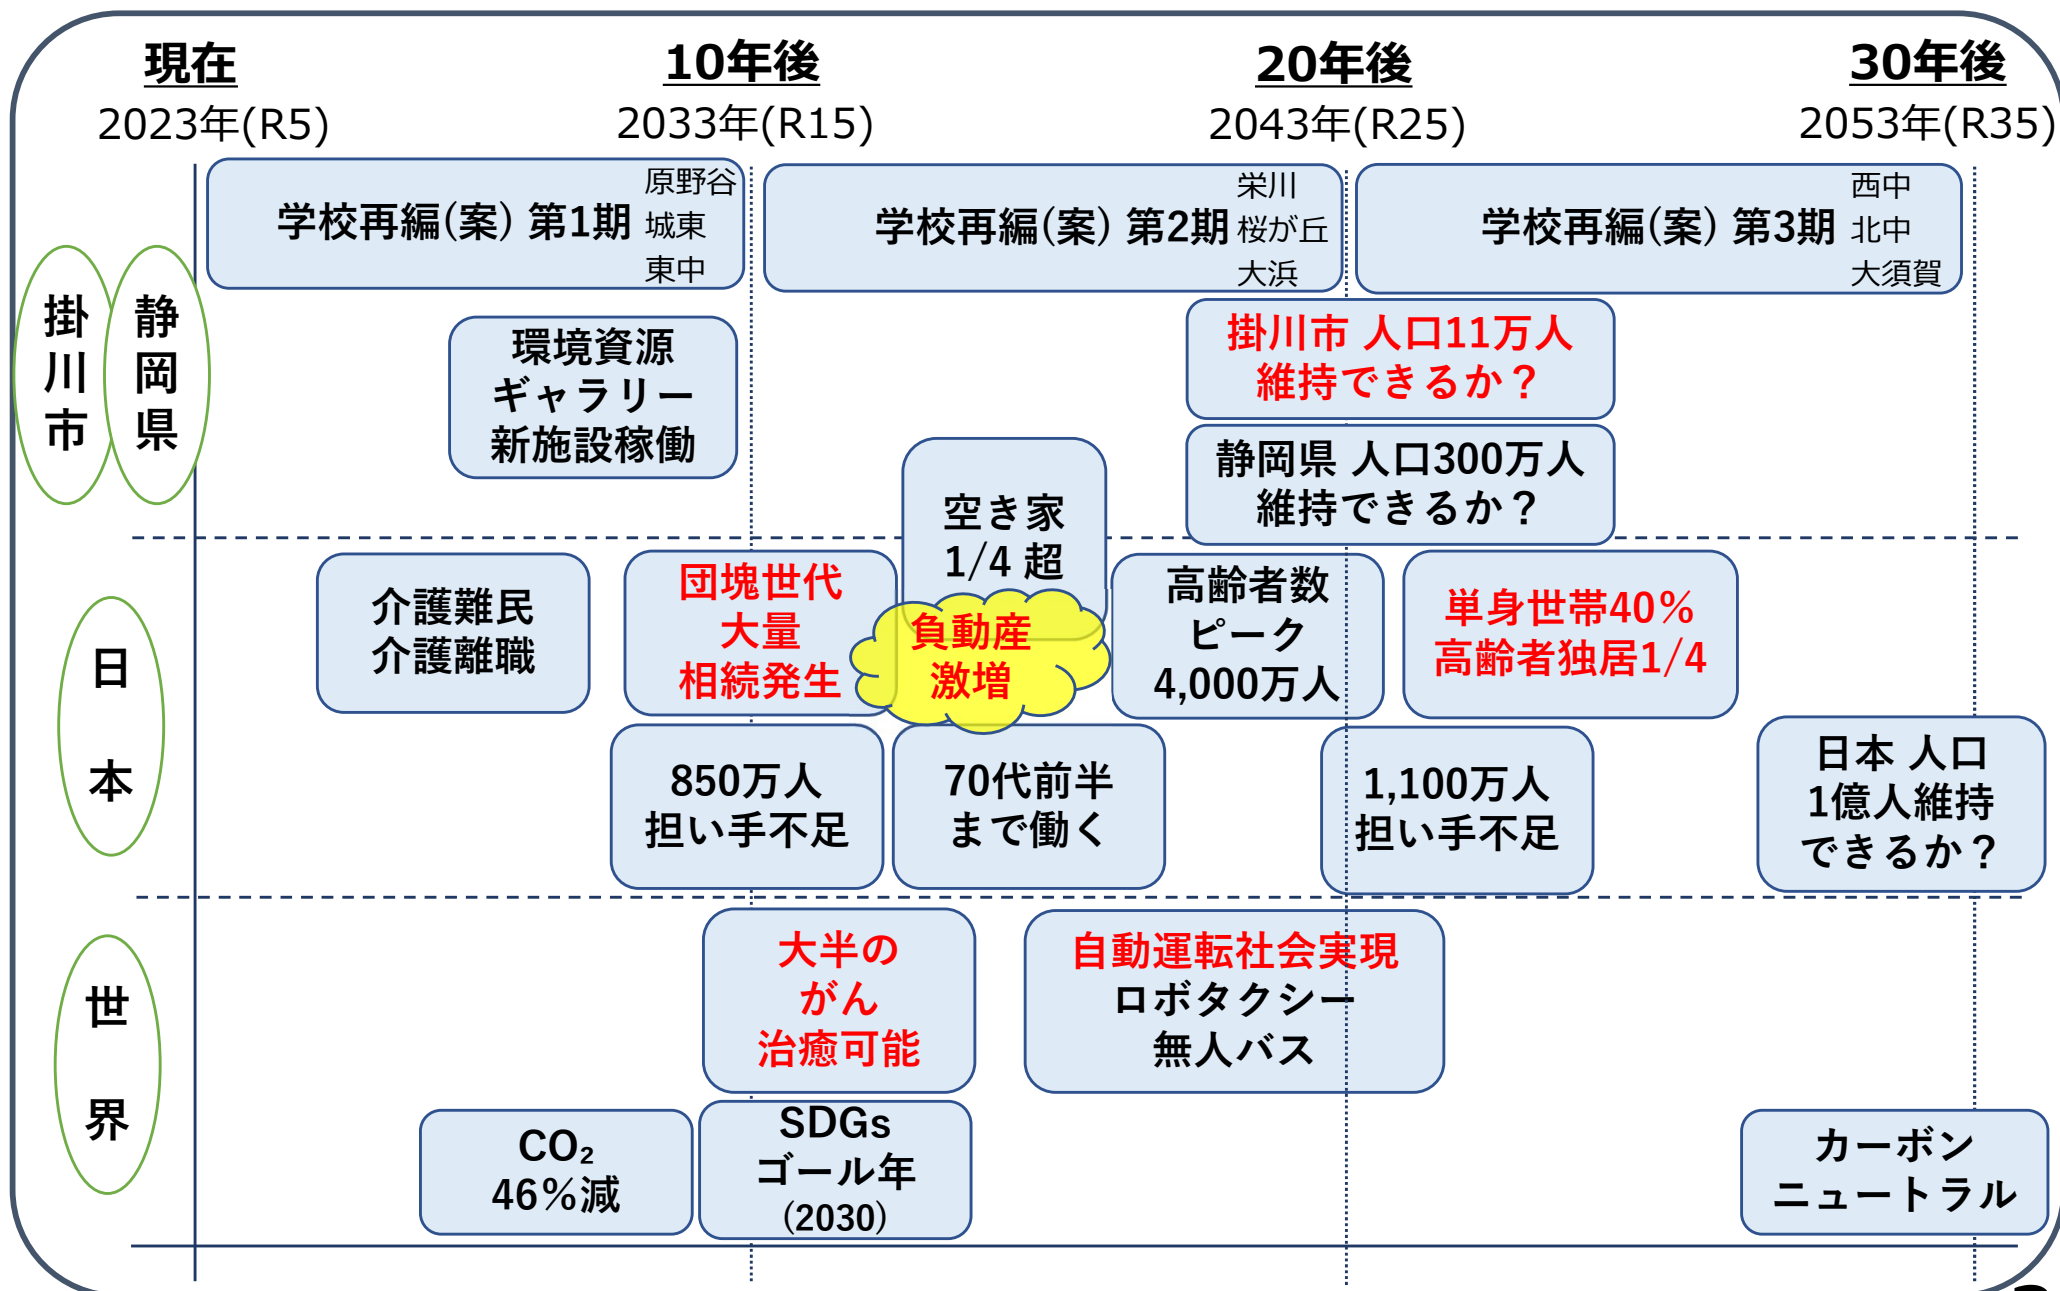 現在
2023年(R5)
10年後
2033年(R15)
20年後
2043年(R25)
30年後
2053年(R35)
学校再編(案) 第1期
原野谷
城東
東中
学校再編(案) 第2期
栄川
桜が丘
大浜
学校再編(案) 第3期
西中
北中
大須賀
掛川市
静岡県
環境資源
ギャラリー
新施設稼働
掛川市 人口11万人
維持できるか？
静岡県 人口300万人
維持できるか？
空き家
1/4 超
日本
介護難民
介護離職
団塊世代
大量
相続発生
負動産
激増
高齢者数
ピーク
4,000万人
単身世帯40%
高齢者独居1/4
850万人
担い手不足
70代前半
まで働く
1,100万人
担い手不足
日本 人口
1億人維持
できるか？
世界
大半の
がん
治癒可能
自動運転社会実現
ロボタクシー
無人バス
CO₂
46%減
SDGs
ゴール年
(2030)
カーボン
ニュートラル